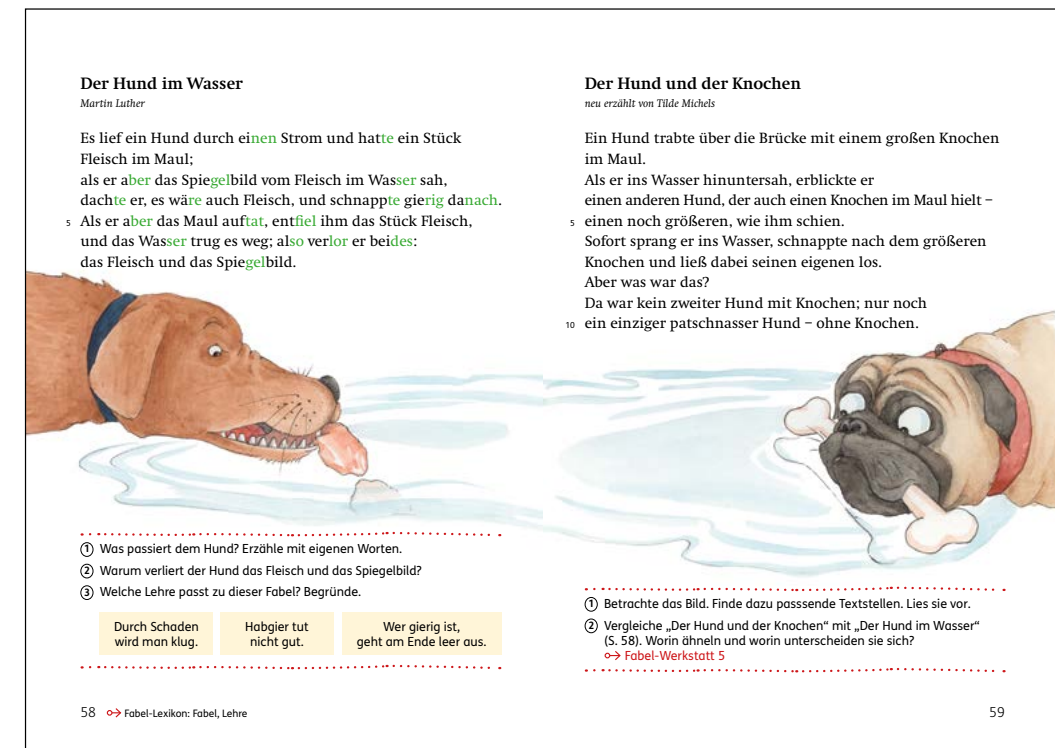 Der Hund im Wasser
Martin Luther
Es lief ein Hund durch einen Strom und hatte ein Stück
Fleisch im Maul;
als er aber das Spiegelbild vom Fleisch im Wasser sah,
dachte er, es wäre auch Fleisch, und schnappte gierig danach.
5 Als er aber das Maul auftat, entfiel ihm das Stück Fleisch,
und das Wasser trug es weg; also verlor er beides:
das Fleisch und das Spiegelbild.
1 Was passiert dem Hund? Erzähle mit eigenen Worten.
2 Warum verliert der Hund das Fleisch und das Spiegelbild?
3 Welche Lehre passt zu dieser Fabel? Begründe.
Durch Schaden
wird man klug.
Habgier tut
nicht gut.
Wer gierig ist,
geht am Ende leer aus.
58 Fabel-Lexikon: Fabel, Lehre
Der Hund und der Knochen
neu erzählt von Tilde Michels
Ein Hund trabte über die Brücke mit einem großen Knochen
im Maul.
Als er ins Wasser hinuntersah, erblickte er
einen anderen Hund, der auch einen Knochen im Maul hielt –
5 einen noch größeren, wie ihm schien.
Sofort sprang er ins Wasser, schnappte nach dem größeren
Knochen und ließ dabei seinen eigenen los.
Aber was war das?
Da war kein zweiter Hund mit Knochen; nur noch
10 ein einziger patschnasser Hund – ohne Knochen.
1 Betrachte das Bild. Finde dazu passsende Textstellen. Lies sie vor.
2 Vergleiche „Der Hund und der Knochen“ mit „Der Hund im Wasser“
(S. 58). Worin ähneln und worin unterscheiden sie sich?
Fabel-Werkstatt 5
59